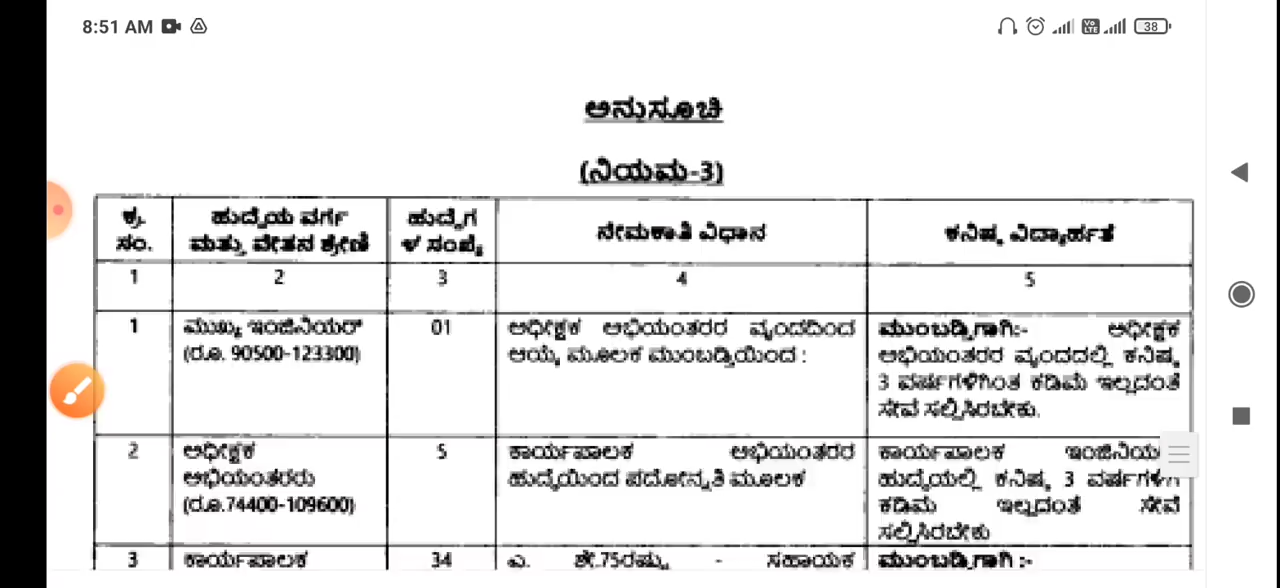 8:51 AM
38
ಅನುಸೂಚಿ
(ನಿಯಮ-3)
ಕ್ರ. ಸಂ.
ಹುದ್ದೆಯ ವರ್ಗ ಮತ್ತು ವೇತನ ಶ್ರೇಣಿ
ಹುದ್ದೆಗ ಳ ಸಂಖ್ಯೆ
ನೇಮಕಾತಿ ವಿಧಾನ
ಕನಿಷ್ಠ ವಿದ್ಯಾರ್ಹತೆ
1 2 3 4 5
1
ಮುಖ್ಯ ಇಂಜಿನಿಯರ್
(ರೂ. 90500-123300)
01
ಅಧೀಕ್ಷಕ ಅಭಿಯಂತರರ ವೃಂದದಿಂದ
ಆಯ್ಕೆ ಮೂಲಕ ಮುಂಬಡ್ತಿಯಿಂದ :
ಮುಂಬಡ್ತಿಗಾಗಿ:- ಅಧೀಕ್ಷಕ
ಅಭಿಯಂತರರ ವೃಂದದಲ್ಲಿ ಕನಿಷ್ಠ
3 ವರ್ಷಗಳಿಗಿಂತ ಕಡಿಮೆ ಇಲ್ಲದಂತೆ
ಸೇವೆ ಸಲ್ಲಿಸಿರಬೇಕು.
2
ಅಧೀಕ್ಷಕ
ಅಭಿಯಂತರರು
(ರೂ.74400-109600)
5
ಕಾರ್ಯಪಾಲಕ ಅಭಿಯಂತರರ
ಹುದ್ದೆಯಿಂದ ಪದೋನ್ನತಿ ಮೂಲಕ
ಕಾರ್ಯಪಾಲಕ
ಹುದ್ದೆಯಲ್ಲಿ ಕನಿಷ್ಠ 3
ಕಡಿಮೆ ಇಲ್ಲದಂತೆ ಸೇವೆ
ಸಲ್ಲಿಸಿರಬೇಕು
3
ಕಾರ್ಯಪಾಲಕ
34
ಎ. ಶೇ.75ರಷ್ಟು - ಸಹಾಯಕ
ಮುಂಬಡ್ತಿಗಾಗಿ :-